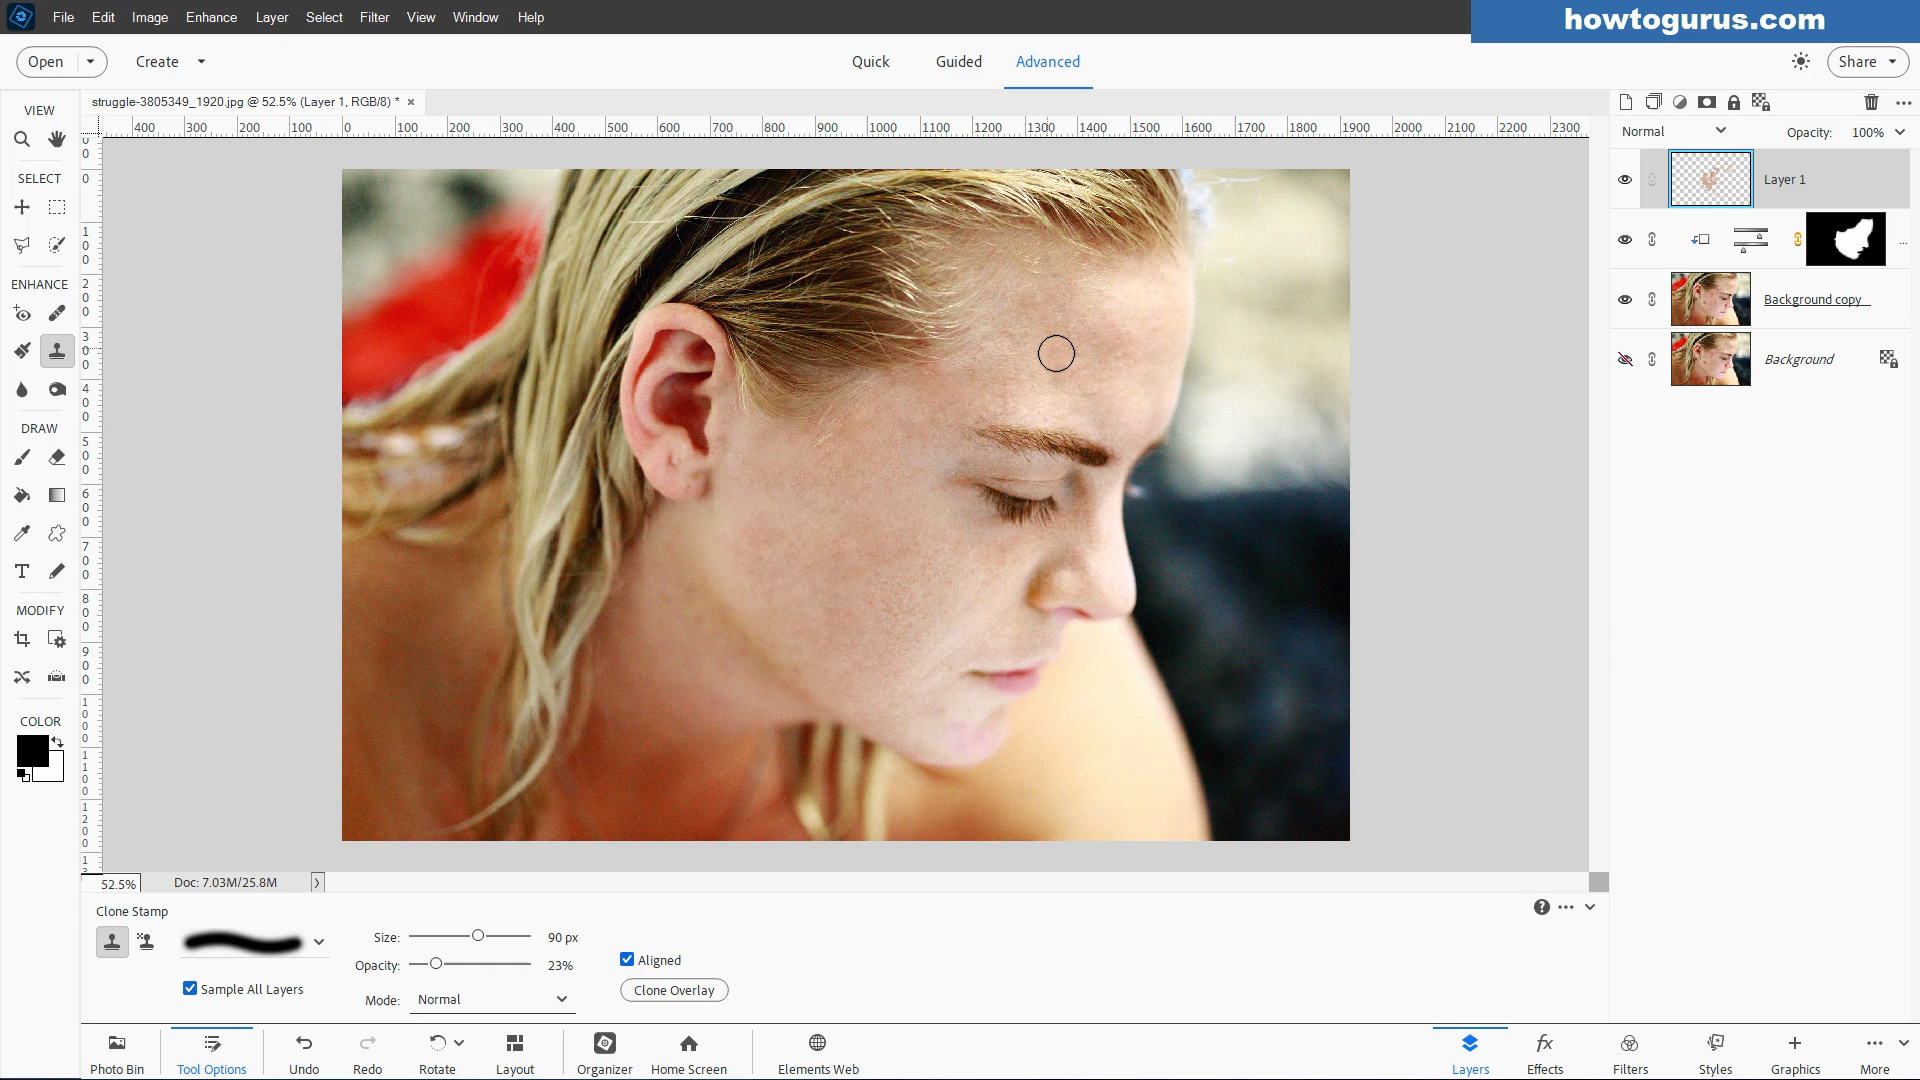 File Edit Image Enhance Layer Select Filter View Window Help
howtogurus.com
Open Create Quick Guided Advanced Share
VIEW
struggle-3805349_1920.jpg @ 52.5% (Layer 1, RGB/8) * ×
400 300 200 100 0 100 200 300 400 500 600 700 800 900 1000 1100 1200 1300 1400 1500 1600 1700 1800 1900 2000 2100 2200 2300
Normal Opacity: 100%
SELECT
Layer 1
ENHANCE
...
Background copy
Background
DRAW
MODIFY
COLOR
0
0
0
100
200
300
400
500
600
700
800
900
1000
1100
1200
1
52.5% Doc: 7.03M/25.8M
Clone Stamp
Size: 90 px
Opacity: 23%
Aligned
Sample All Layers
Clone Overlay
Mode: Normal
Photo Bin Tool Options Undo Redo Rotate Layout Organizer Home Screen Elements Web Layers Effects Filters Styles Graphics More